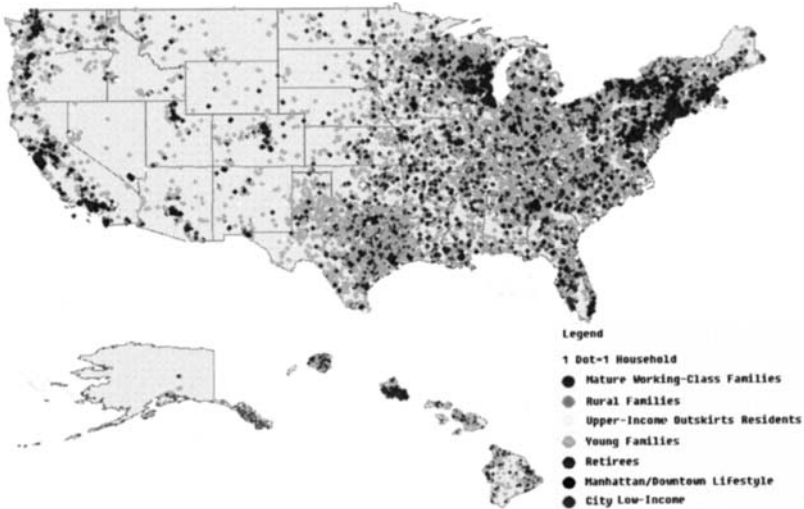 Legend
1 Dot=1 Household
Mature Working-Class Families
Rural Families
Upper-Income Outskirts Residents
Young Families
Retirees
Manhattan/Downtown Lifestyle
City Low-Income